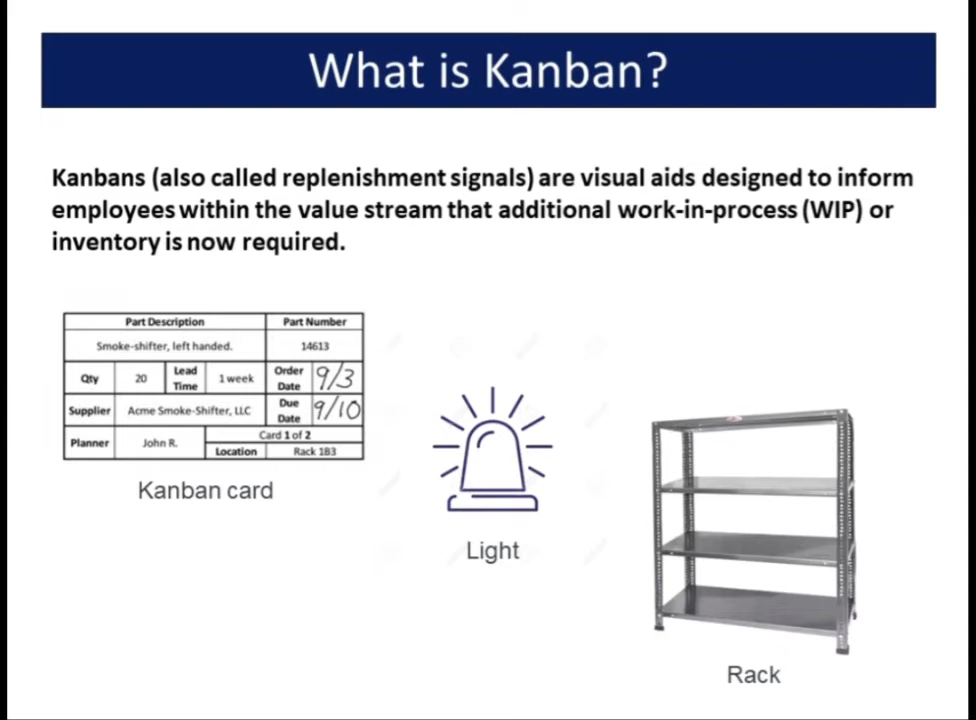 What is Kanban?
Kanbans (also called replenishment signals) are visual aids designed to inform
employees within the value stream that additional work-in-process (WIP) or
inventory is now required.
Part Description Part Number
Smoke-shifter, left handed. 14613
Qty 20 Lead Time 1 week Order Date 9/3
Supplier Acme Smoke-Shifter, LLC Due Date 9/10
Planner John R. Card 1 of 2
Location Rack 1B3
Kanban card
Light
Rack